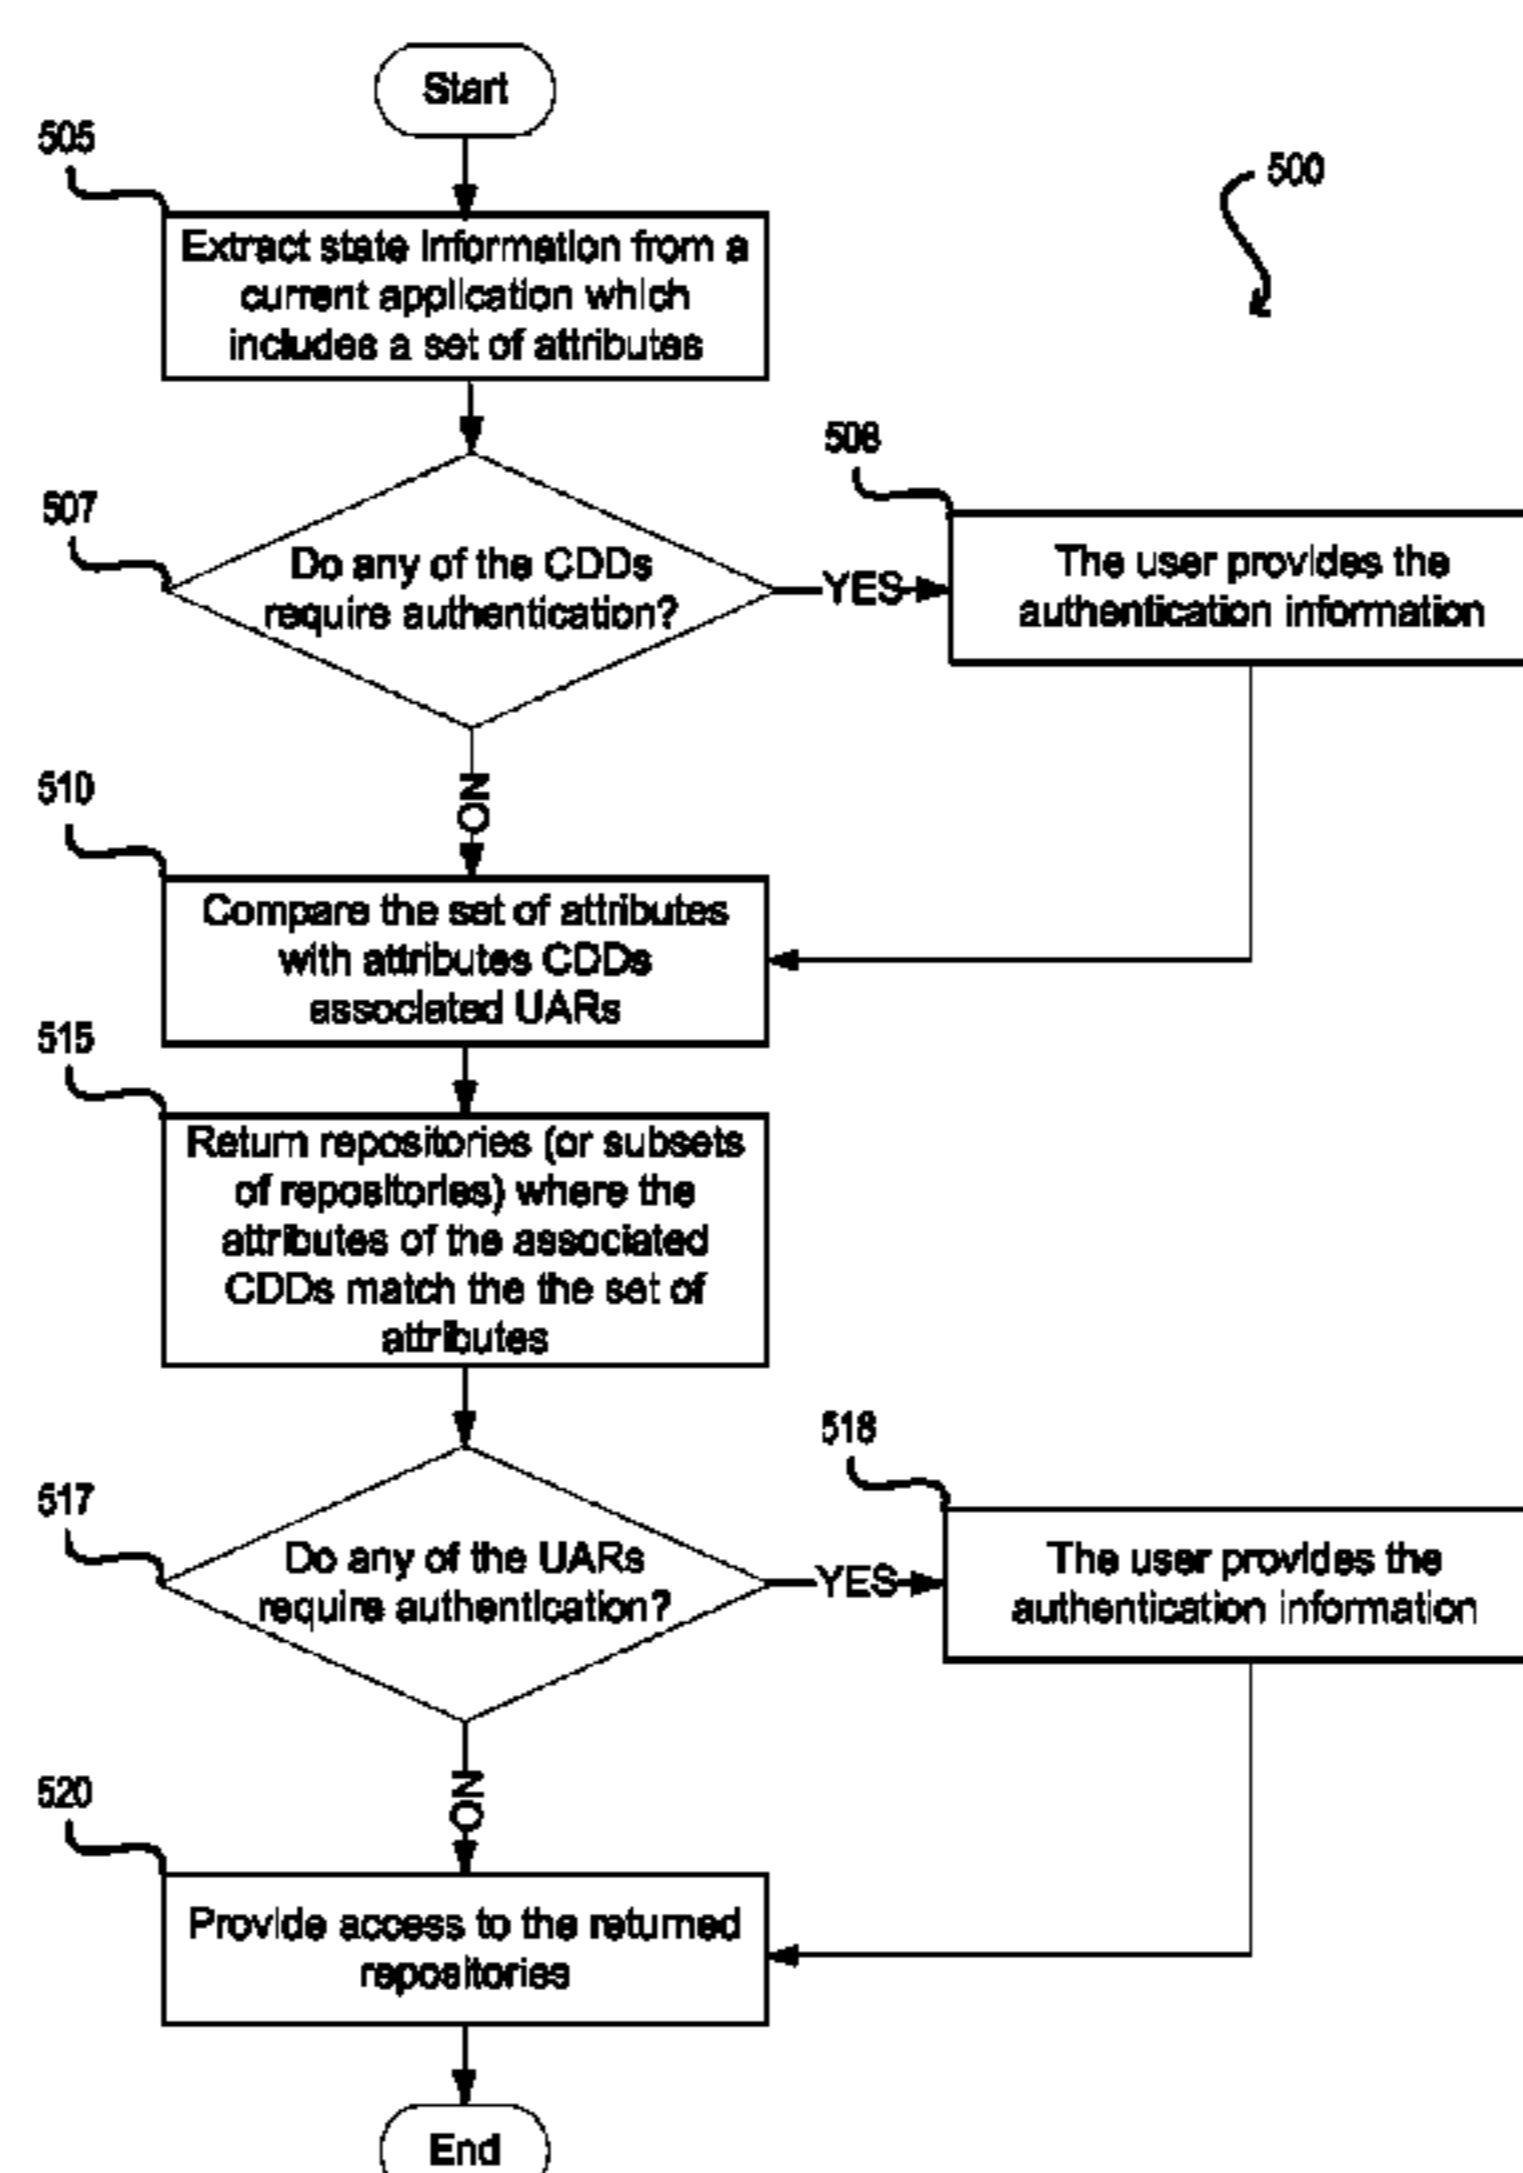 Start
505
500
Extract state information from a
current application which
includes a set of attributes
508
507
Do any of the CDDs
require authentication?
YES
The user provides the
authentication information
NO
510
Compare the set of attributes
with attributes CDDs
associated UARs
515
Return repositories (or subsets
of repositories) where the
attributes of the associated
CDDs match the the set of
attributes
518
517
Do any of the UARs
require authentication?
YES
The user provides the
authentication information
NO
520
Provide access to the returned
repositories
End